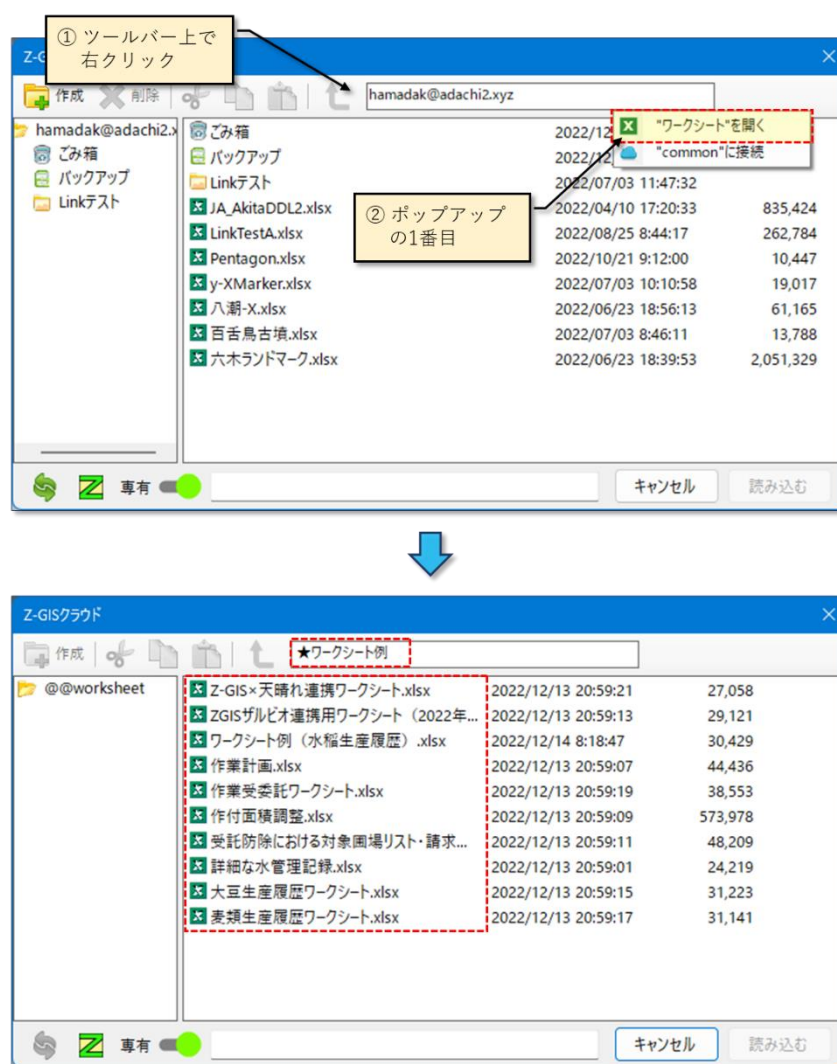 ① ツールバー上で
右クリック
Z-G
作成 削除 hamadak@adachi2.xyz
"ワークシート"を開く
"common"に接続
hamadak@adachi2.x
ごみ箱
バックアップ
Linkテスト
ごみ箱 2022/12
バックアップ 2022/12
Linkテスト 2022/07/03 11:47:32
JA_AkitaDDL2.xlsx 2022/04/10 17:20:33 835,424
LinkTestA.xlsx 2022/08/25 8:44:17 262,784
Pentagon.xlsx 2022/10/21 9:12:00 10,447
y-XMarker.xlsx 2022/07/03 10:10:58 19,017
八潮-X.xlsx 2022/06/23 18:56:13 61,165
百舌鳥古墳.xlsx 2022/07/03 8:46:11 13,788
六木ランドマーク.xlsx 2022/06/23 18:39:53 2,051,329
② ポップアップ
の1番目
専有 キャンセル 読み込む
Z-GISクラウド
作成 ★ワークシート例
@@worksheet
Z-GIS×天晴れ連携ワークシート.xlsx 2022/12/13 20:59:21 27,058
ZGISザルビオ連携用ワークシート（2022年... 2022/12/13 20:59:13 29,121
ワークシート例（水稲生産履歴）.xlsx 2022/12/14 8:18:47 30,429
作業計画.xlsx 2022/12/13 20:59:07 44,436
作業受委託ワークシート.xlsx 2022/12/13 20:59:19 38,553
作付面積調整.xlsx 2022/12/13 20:59:09 573,978
受託防除における対象圃場リスト・請求... 2022/12/13 20:59:11 48,209
詳細な水管理記録.xlsx 2022/12/13 20:59:01 24,219
大豆生産履歴ワークシート.xlsx 2022/12/13 20:59:15 31,223
麦類生産履歴ワークシート.xlsx 2022/12/13 20:59:17 31,141
専有 キャンセル 読み込む